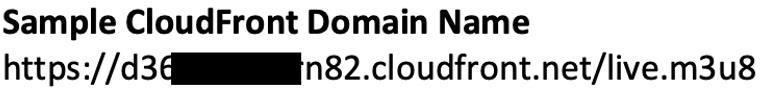 Sample CloudFront Domain Name
https://d36 n82.cloudfront.net/live.m3u8